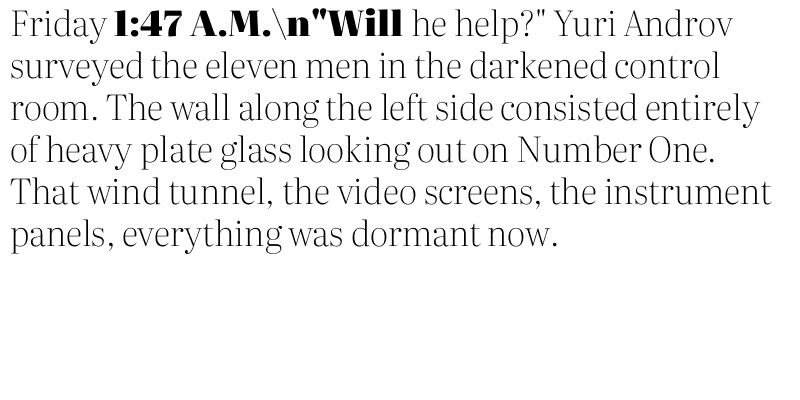 Friday 1:47 A.M.\n"Will he help?" Yuri Androv
surveyed the eleven men in the darkened control
room. The wall along the left side consisted entirely
of heavy plate glass looking out on Number One.
That wind tunnel, the video screens, the instrument
panels, everything was dormant now.